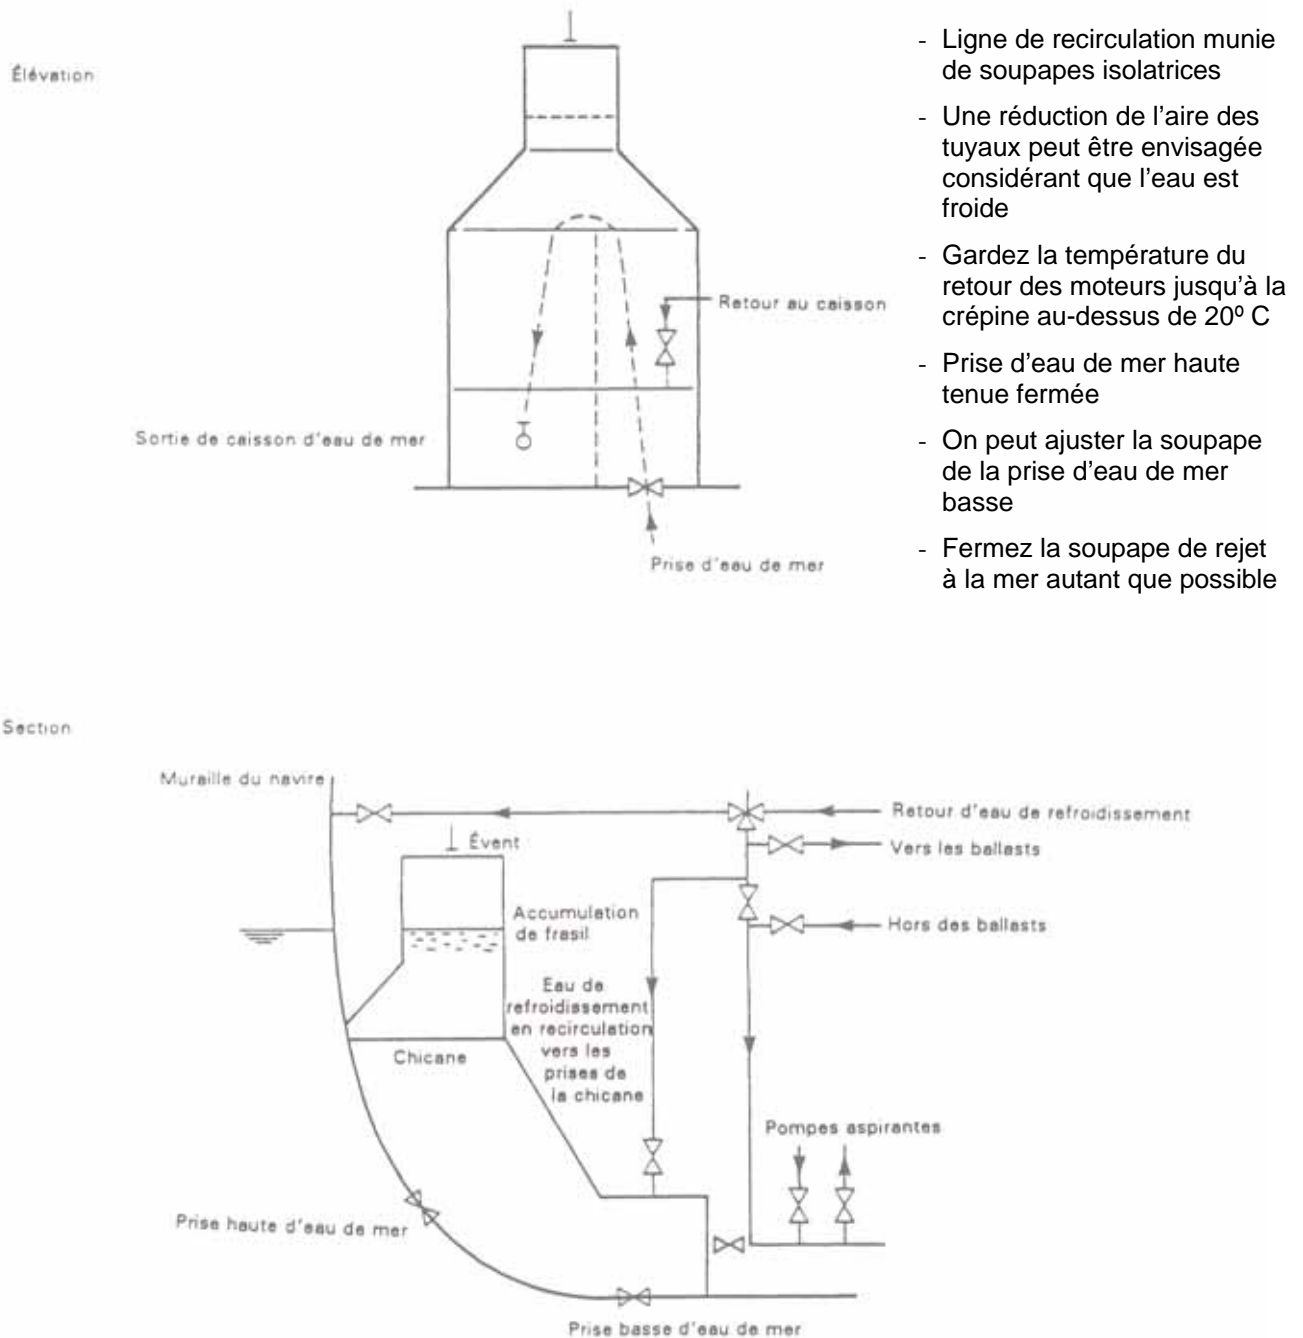 Élévation
- Ligne de recirculation munie
de soupapes isolatrices
- Une réduction de l'aire des
tuyaux peut être envisagée
considérant que l'eau est
froide
- Gardez la température du
retour des moteurs jusqu'à la
crépine au-dessus de 20º C
- Prise d'eau de mer haute
tenue fermée
- On peut ajuster la soupape
de la prise d'eau de mer
basse
- Fermez la soupape de rejet
à la mer autant que possible
Retour au caisson
Sortie de caisson d'eau de mer
Prise d'eau de mer
Section
Muraille du navire
Retour d'eau de refroidissement
Évent
Vers les ballasts
Accumulation
de frasil
Hors des ballasts
Eau de
refroidissement
en recirculation
vers les
prises de
la chicane
Chicane
Pompes aspirantes
Prise haute d'eau de mer
Prise basse d'eau de mer